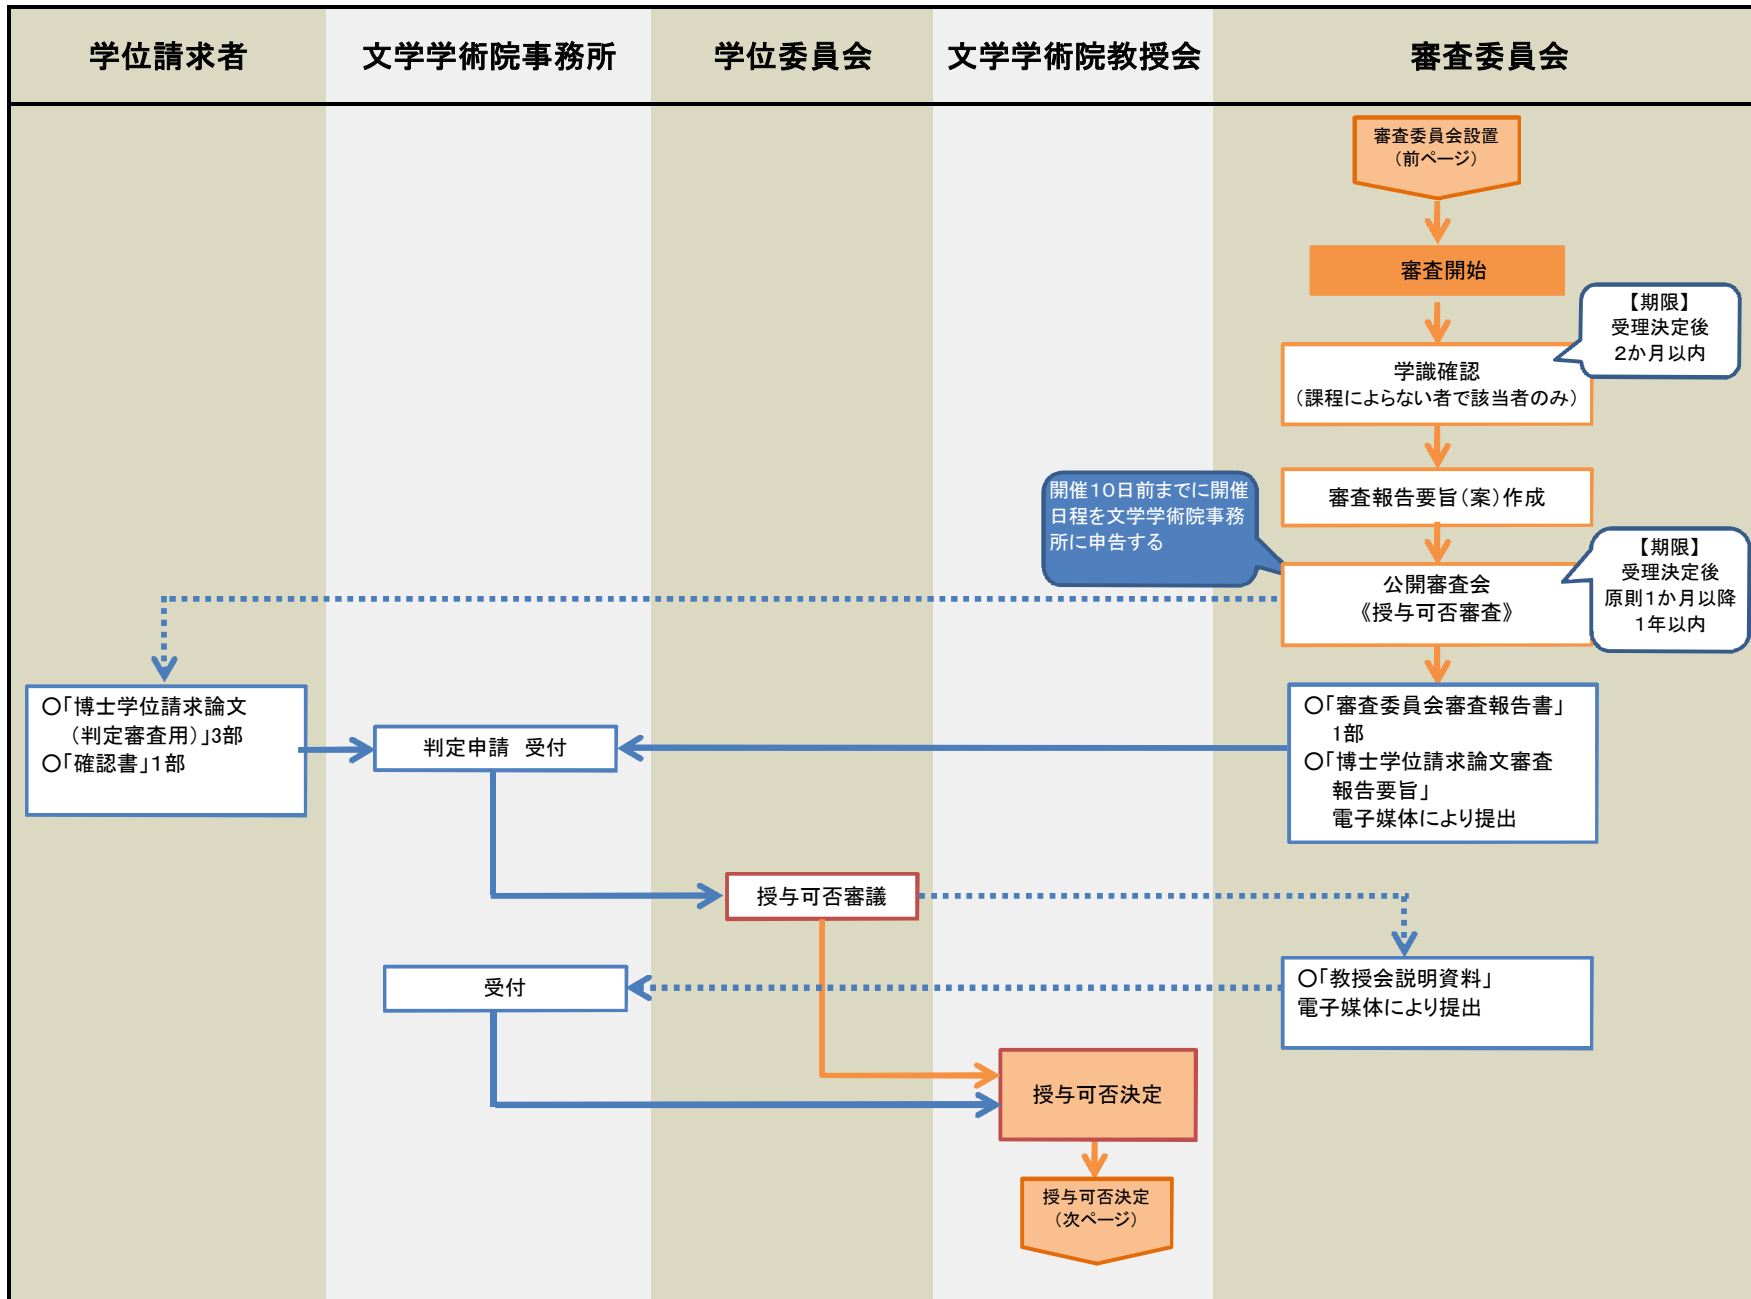 学位請求者
文学学術院事務所
学位委員会
文学学術院教授会
審査委員会
審査委員会設置
（前ページ）
審査開始
【期限】
受理決定後
２か月以内
学識確認
（課程によらない者で該当者のみ）
審査報告要旨（案）作成
開催１０日前までに開催
日程を文学学術院事務
所に申告する
公開審査会
《授与可否審査》
【期限】
受理決定後
原則１か月以降
１年以内
○「博士学位請求論文
（判定審査用）」3部
○「確認書」１部
判定申請　受付
○「審査委員会審査報告書」
１部
○「博士学位請求論文審査
報告要旨」
電子媒体により提出
授与可否審議
受付
○「教授会説明資料」
電子媒体により提出
授与可否決定
授与可否決定
（次ページ）